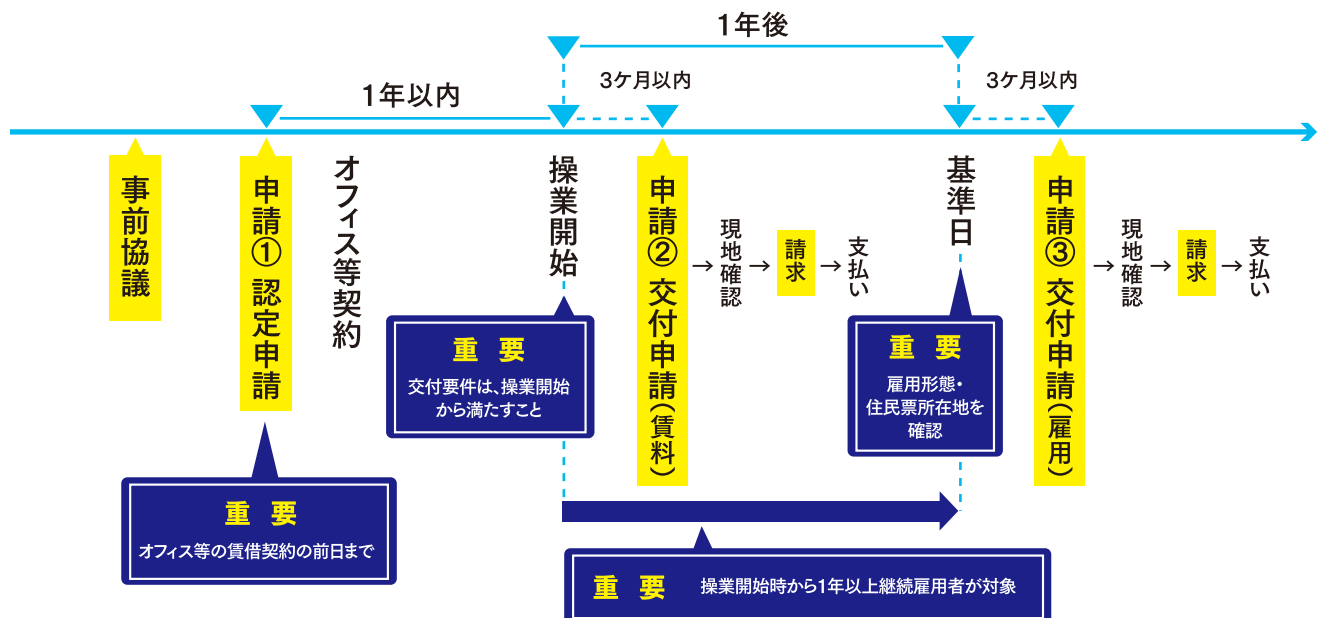 1年後
3ケ月以内
3ケ月以内
1年以内
事前協議
申請① 認定申請
オフィス等契約
操業開始
申請② 交付申請(賃料)
→現地確認→請求→支払い
基準日
申請③ 交付申請(雇用)
→現地確認→請求→支払い
重要
交付要件は、操業開始
から満たすこと
重要
雇用形態・
住民票所在地を
確認
重要
オフィス等の賃借契約の前日まで
重要 操業開始時から1年以上継続雇用者が対象